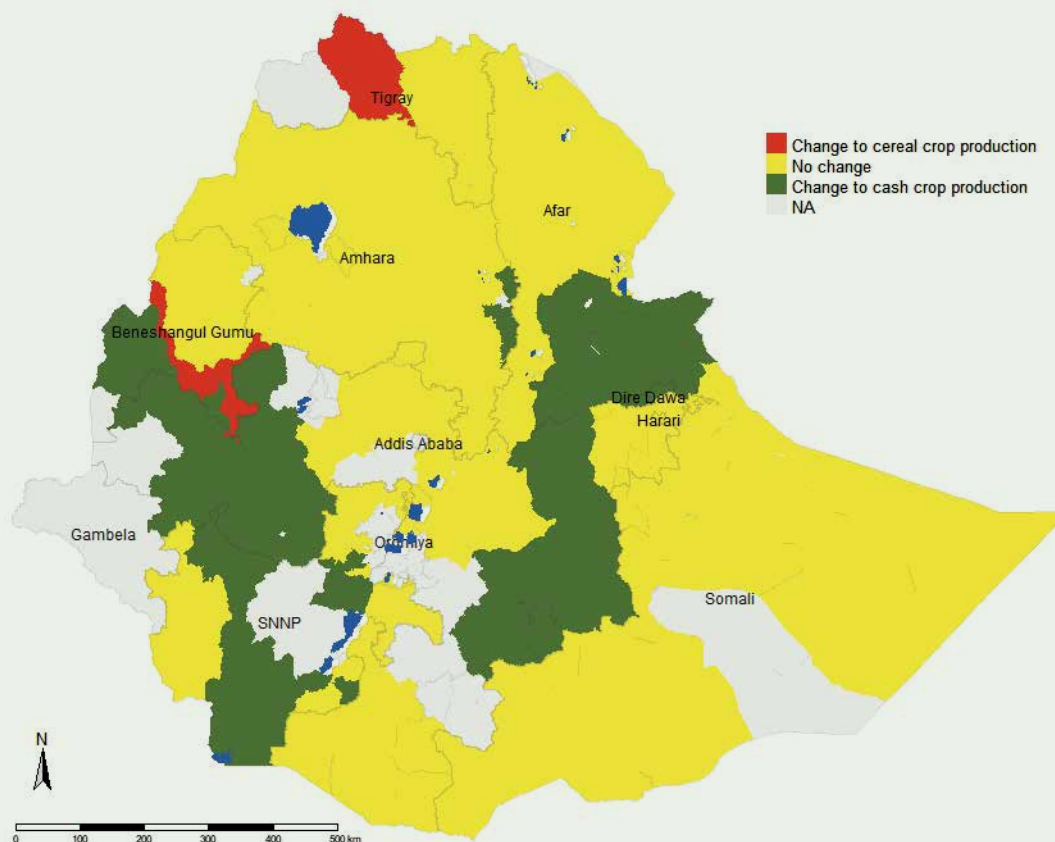 Tigray
Change to cereal crop production
No change
Change to cash crop production
NA
Afar
Amhara
Beneshangul Gumu
Dire Dawa
Harari
Addis Ababa
Gambela
Oromiya
Somali
SNNP
N
0 100 200 300 400 500 km